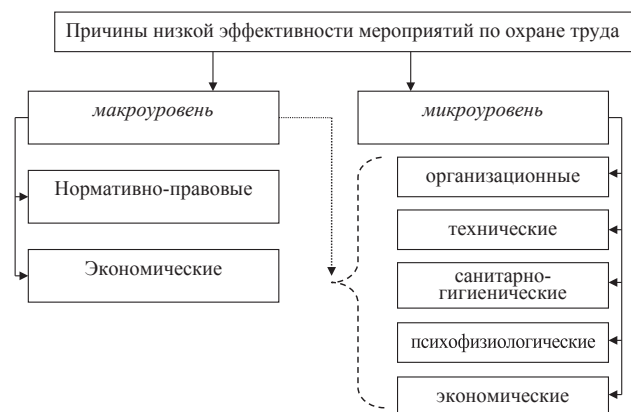 Причины низкой эффективности мероприятий по охране труда
макроуровень
микроуровень
Нормативно-правовые
Экономические
организационные
технические
санитарно-
гигиенические
психофизиологические
экономические